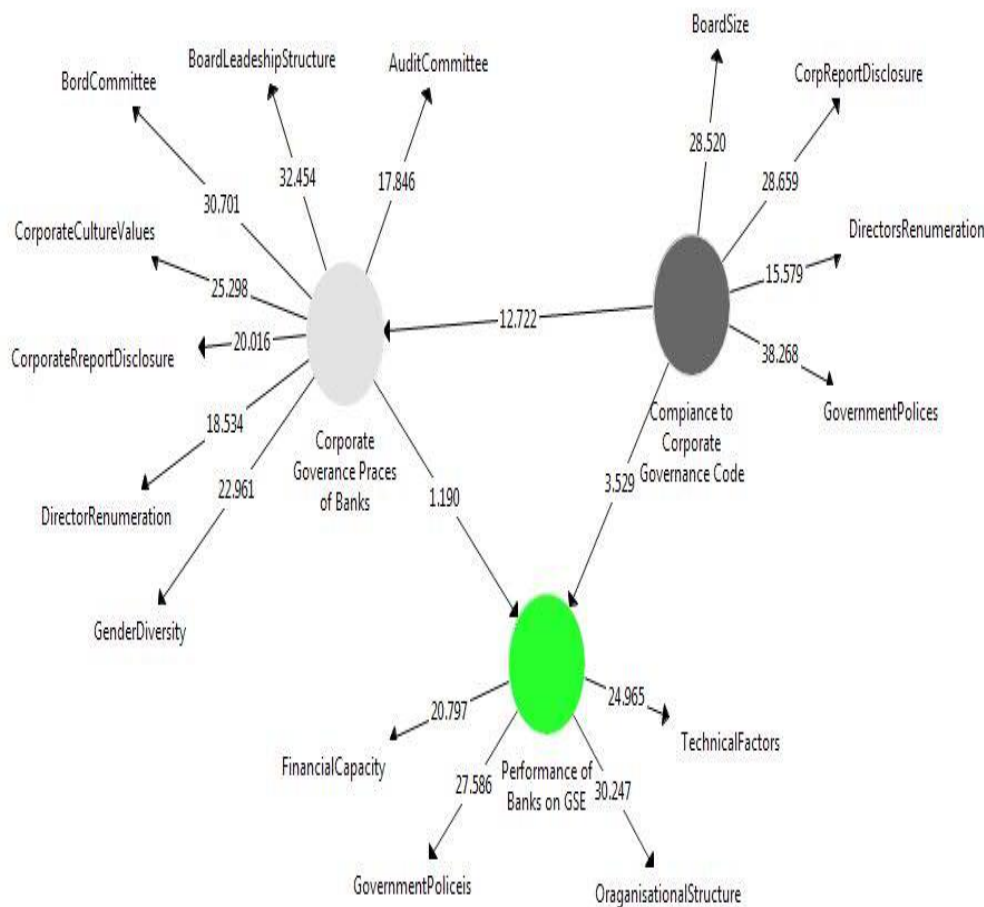 BoardSize
BoardLeadeshipStructure
AuditCommittee
BordCommittee
CorpReportDisclosure
28.520
32.454
17.846
28.659
30.701
CorporateCultureValues
DirectorsRenumeration
25.298
15.579
12.722
20.016
CorporateRreportDisclosure
38.268
GovernmentPolices
18.534
Corporate
Goverance Praces
of Banks
Compiance to
Corporate
Governance Code
22.961
1.190
3.529
DirectorRenumeration
GenderDiversity
20.797
24.965
FinancialCapacity
TechnicalFactors
Performance of
Banks on GSE
27.586
30.247
GovernmentPoliceis
OraganisationalStructure